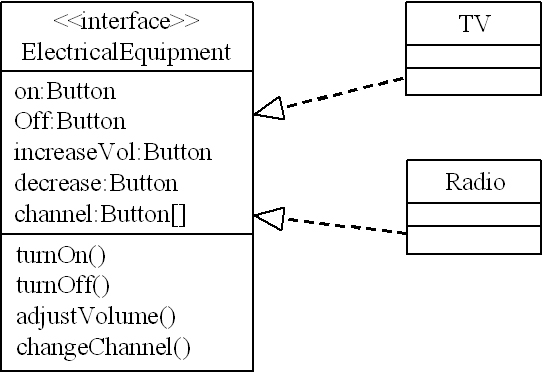 <<interface>>
ElectricalEquipment
on:Button
Off:Button
increaseVol:Button
decrease:Button
channel:Button[]
turnOn()
turnOff()
adjustVolume()
changeChannel()
TV
Radio